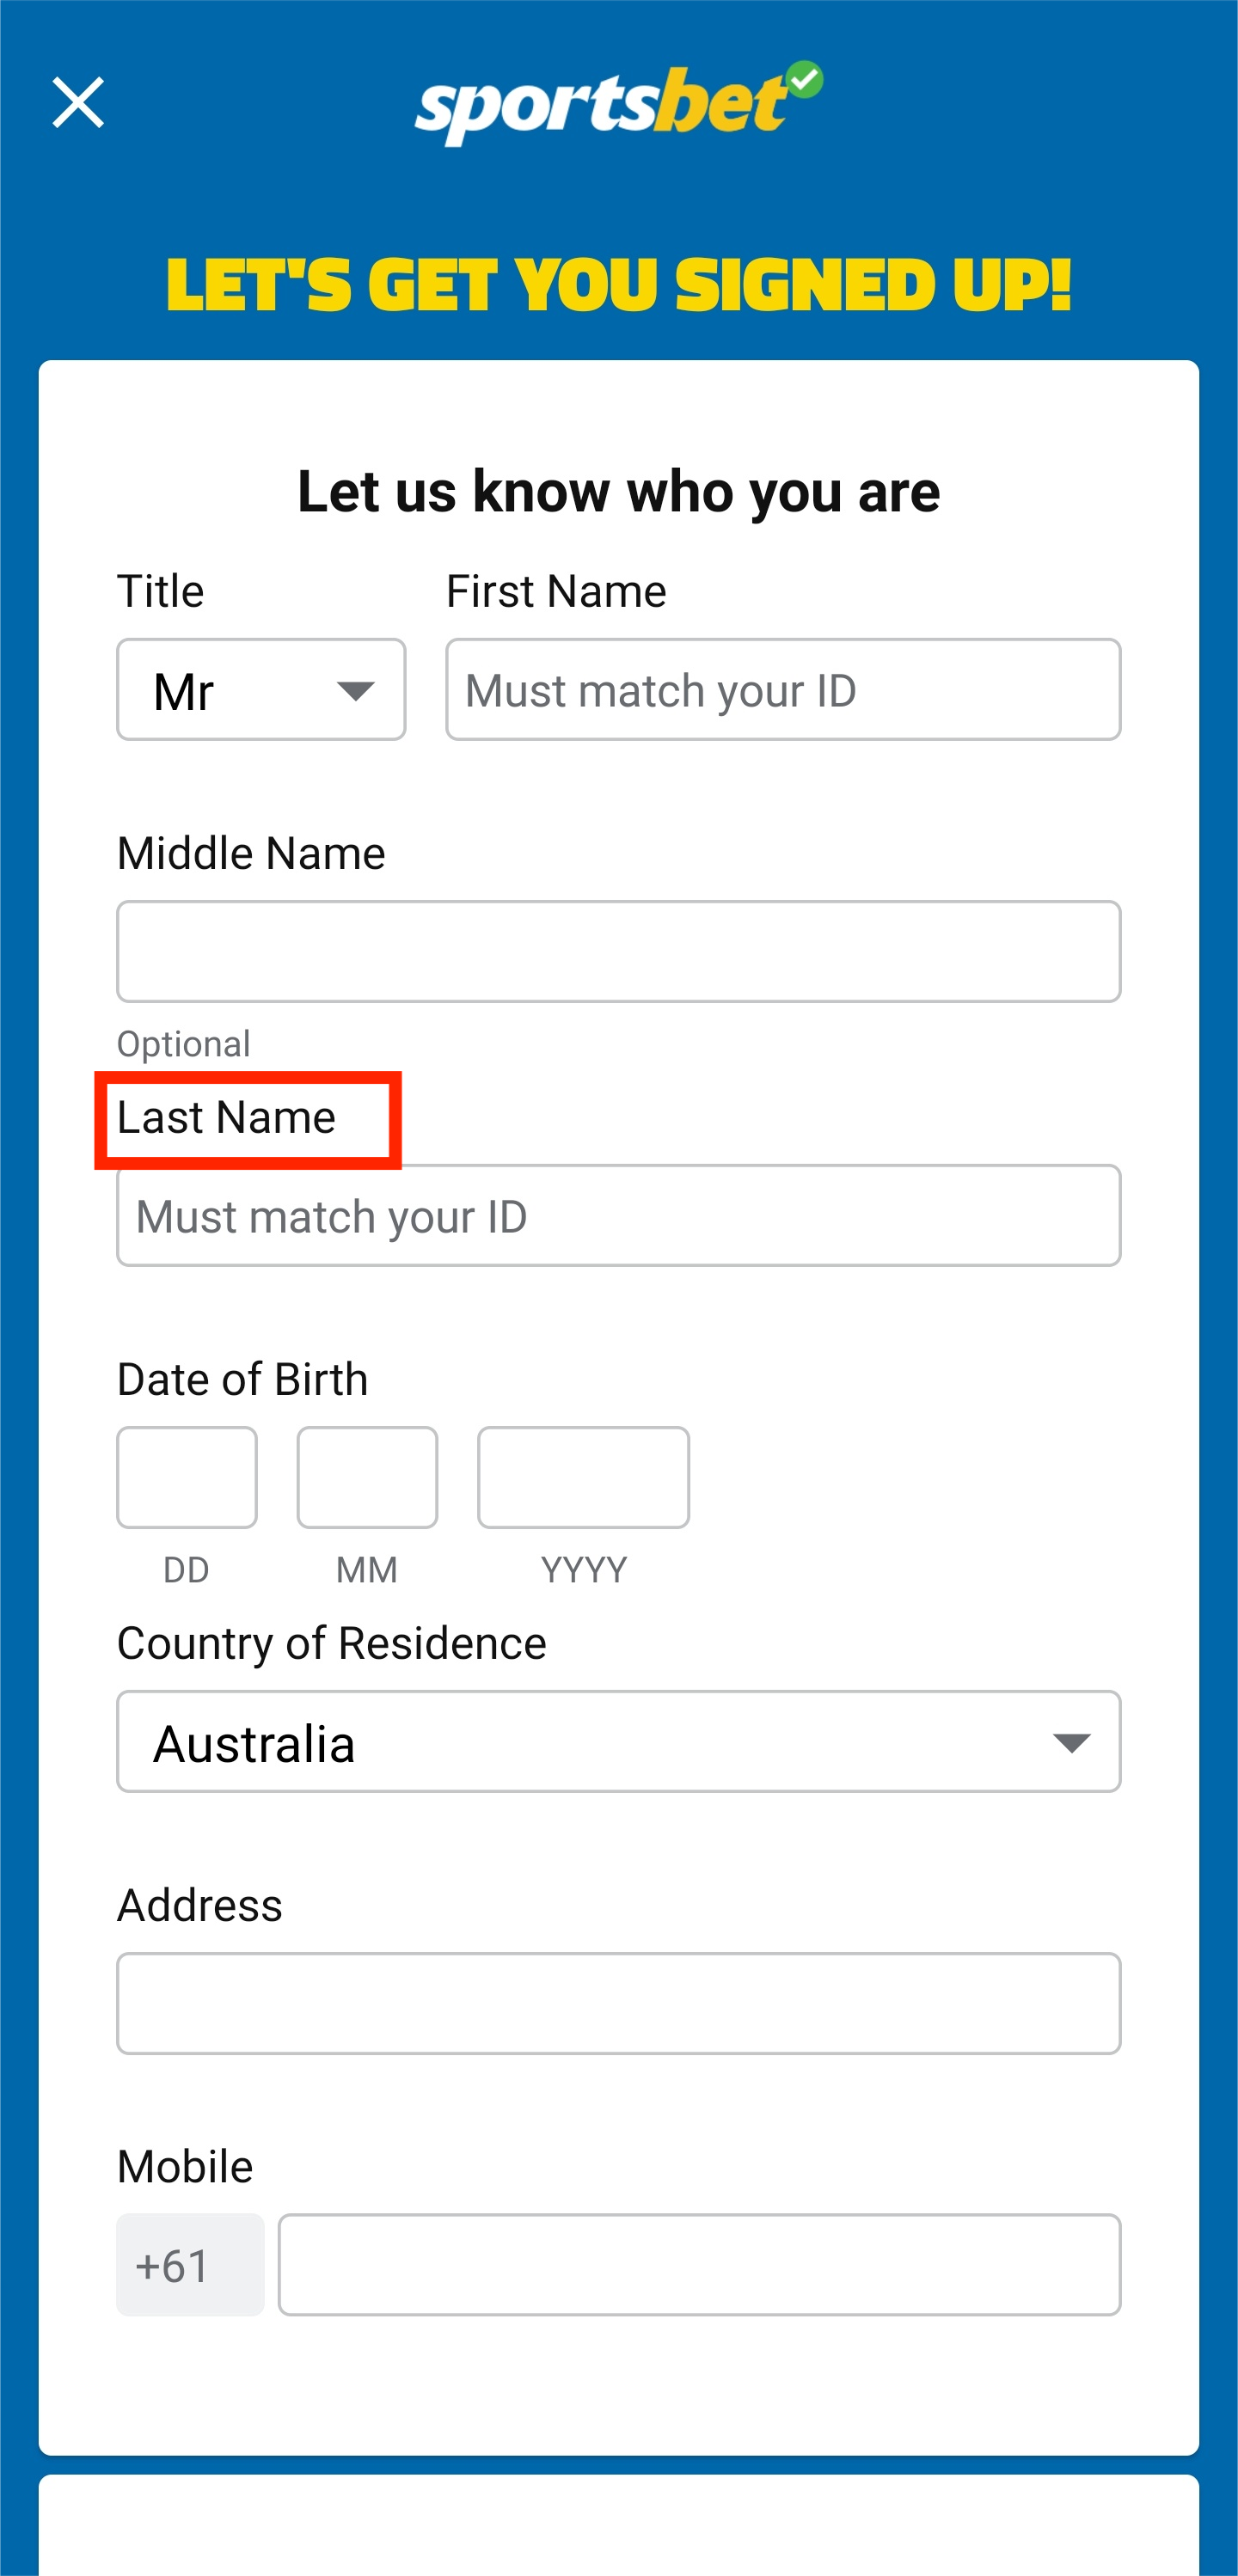 sportsbet
LET'S GET YOU SIGNED UP!
Let us know who you are
Title First Name
Mr Must match your ID
Middle Name
Optional
Last Name
Must match your ID
Date of Birth
DD MM YYYY
Country of Residence
Australia
Address
Mobile
+61